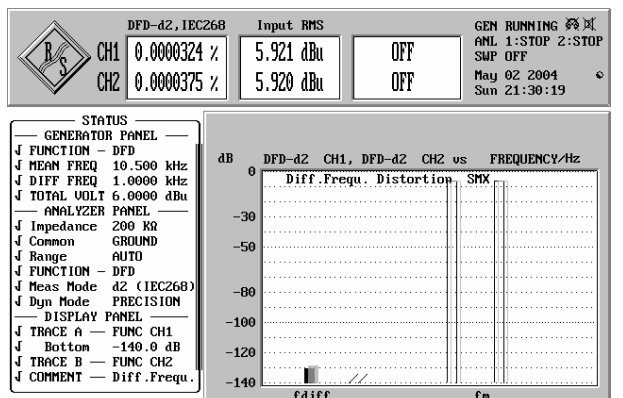 DFD-d2,IEC268 Input RMS
R&S CH1 0.0000324 % 5.921 dBu OFF
CH2 0.0000375 % 5.920 dBu OFF
GEN RUNNING
ANL 1:STOP 2:STOP
SWP OFF
May 02 2004
Sun 21:30:19
STATUS
GENERATOR PANEL
FUNCTION – DFD
MEAN FREQ 10.500 kHz
DIFF FREQ 1.0000 kHz
TOTAL VOLT 6.0000 dBu
ANALYZER PANEL
Impedance 200 KΩ
Common GROUND
Range AUTO
FUNCTION – DFD
Meas Mode d2 (IEC268)
Dyn Mode PRECISION
DISPLAY PANEL
TRACE A — FUNC CH1
Bottom –140.0 dB
TRACE B — FUNC CH2
COMMENT — Diff.Frequ.
dB DFD-d2 CH1, DFD-d2 CH2 vs FREQUENCY/Hz
Diff.Frequ. Distortion SMX
0
–30
–50
–80
–100
–120
–140
fdiff fm